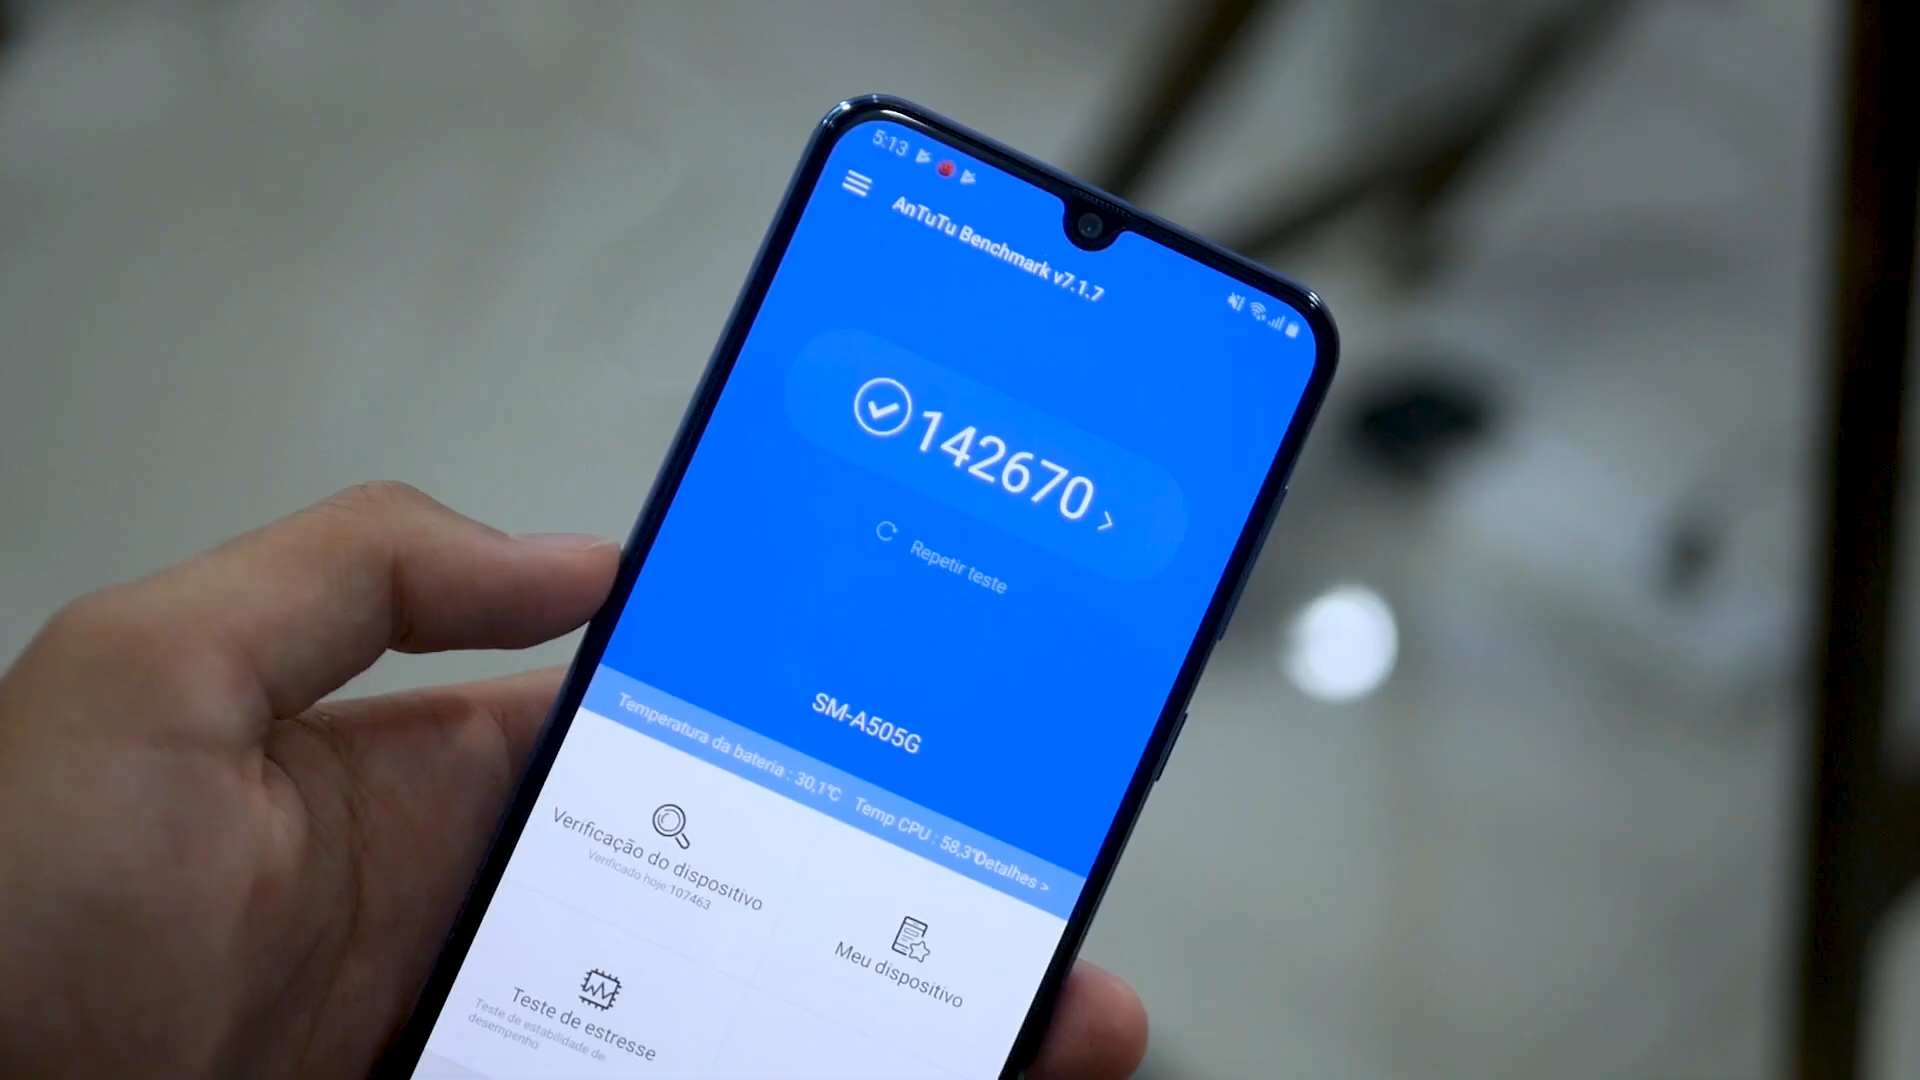 5:13
AnTuTu Benchmark v7.1.7
142670 >
Repetir teste
SM-A505G
Temperatura da bateria : 30,1°C Temp CPU : 58,3°Detalhes >
Verificação do dispositivo
Verificado hoje:107463
Meu dispositivo
Teste de estresse
Teste de estabilidade de
desempenho